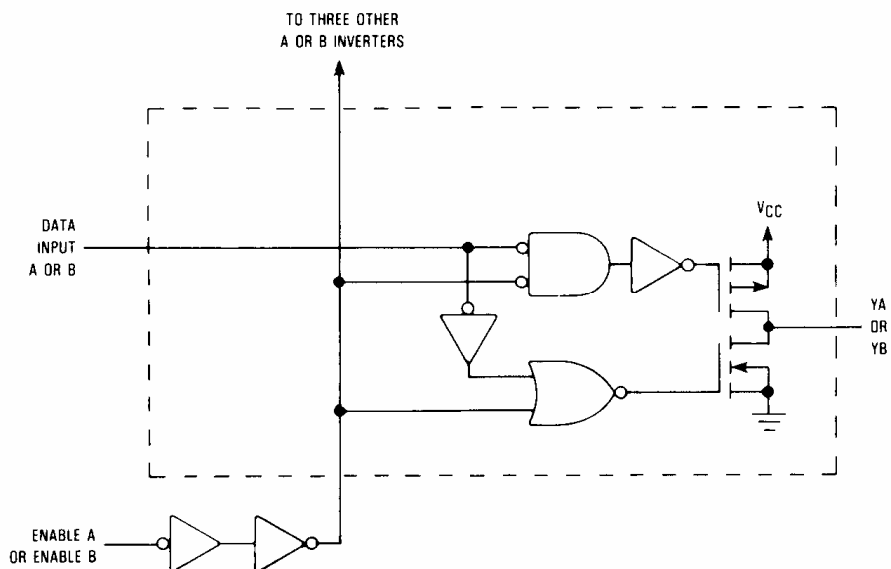 TO THREE OTHER
A OR B INVERTERS
DATA
INPUT
A OR B
VCC
YA
OR
YB
ENABLE A
OR ENABLE B